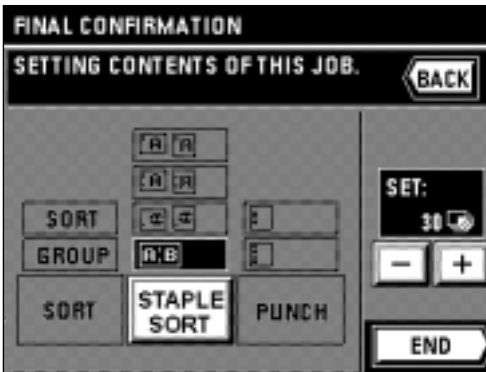 FINAL CONFIRMATION
SETTING CONTENTS OF THIS JOB.
BACK
A A
A A
SORT A A
GROUP A B
SORT
STAPLE
SORT
PUNCH
SET:
30
− +
END